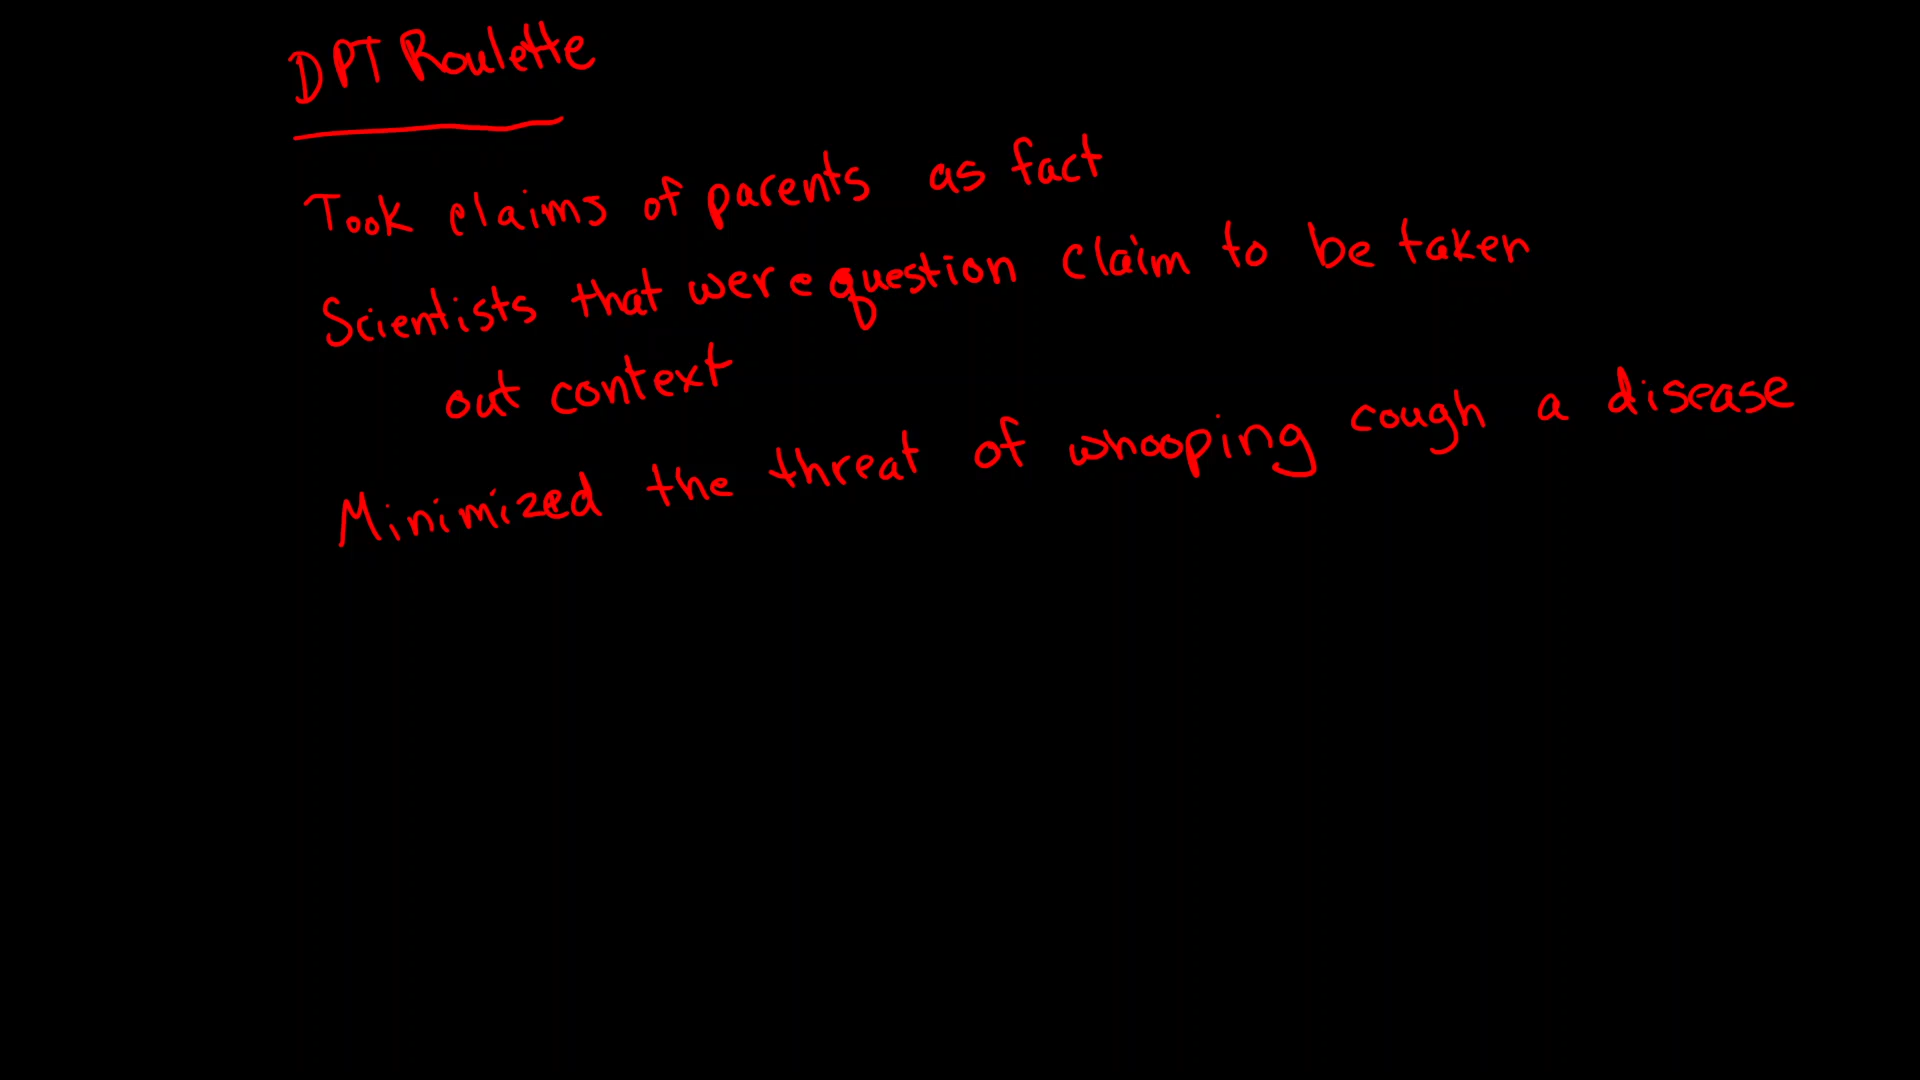 DPT Roulette
Took claims of parents as fact
Scientists that were question claim to be taken
out context
Minimized the threat of whooping cough a disease